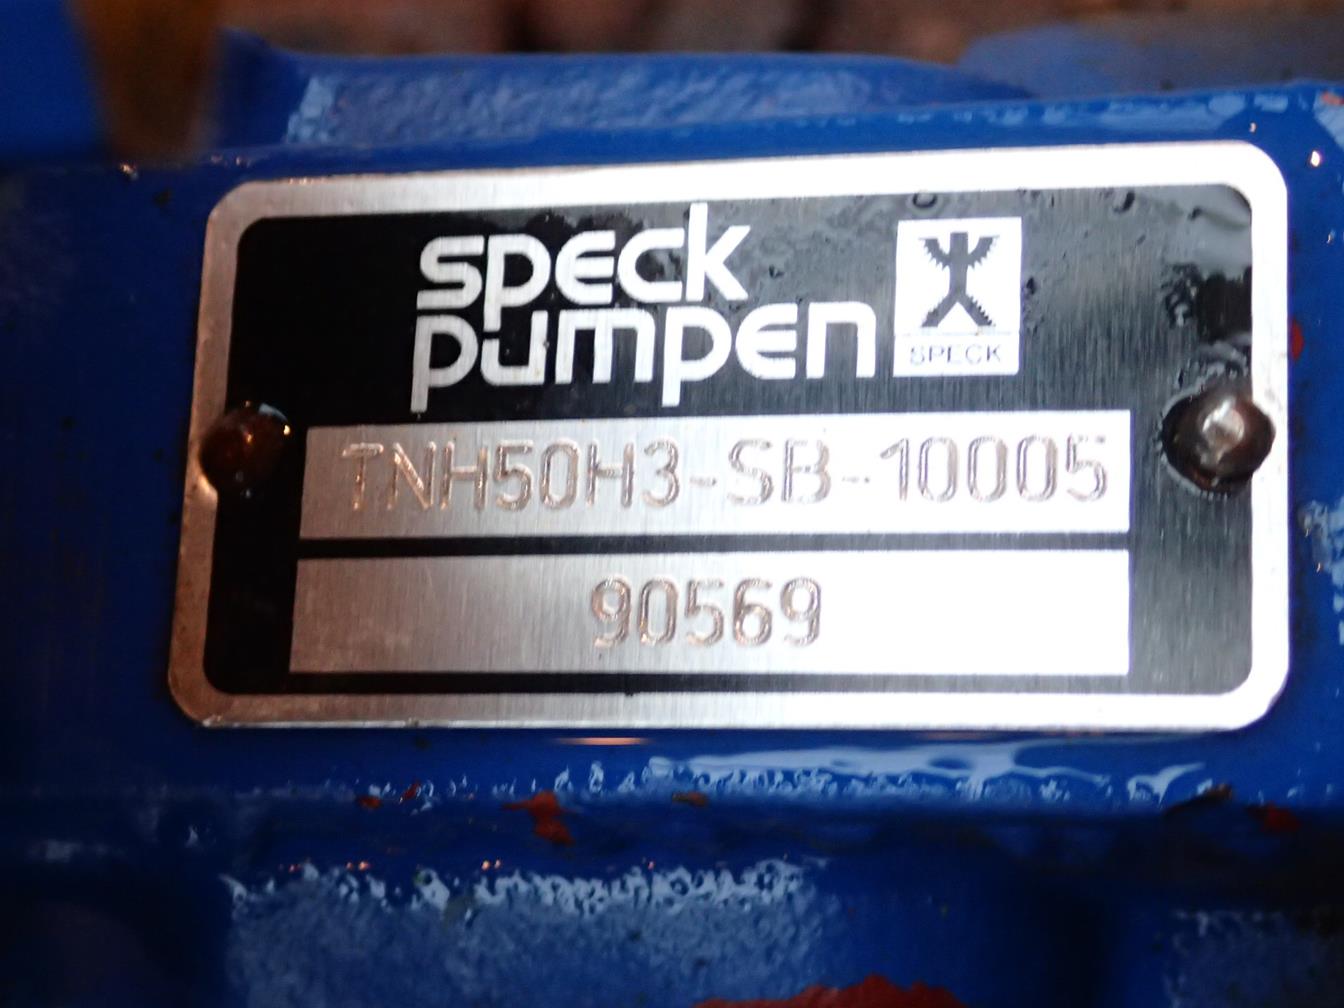 speck
pumpen
SPECK
TNH50H3-SB-10005
90569